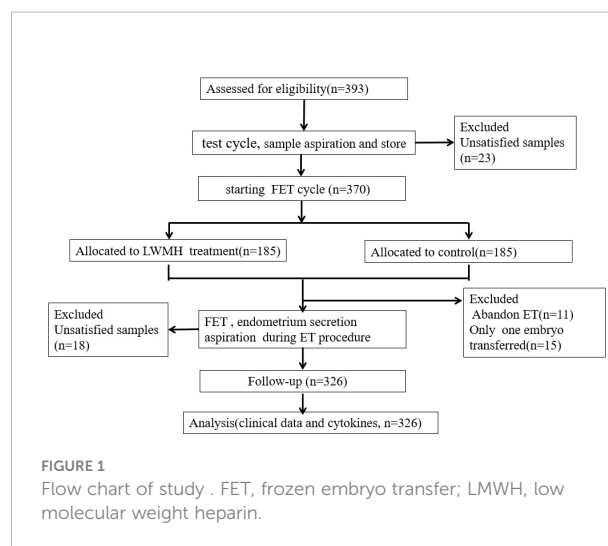 Assessed for eligibility(n=393)
test cycle, sample aspiration and store
Excluded
Unsatisfied samples
(n=23)
starting FET cycle (n=370)
Allocated to LWMH treatment(n=185)
Allocated to control(n=185)
Excluded
Unsatisfied samples
(n=18)
FET , endometrium secretion
aspiration during ET procedure
Excluded
Abandon ET(n=11)
Only one embryo
transferred(n=15)
Follow-up (n=326)
Analysis(clinical data and cytokines, n=326)
FIGURE 1
Flow chart of study . FET, frozen embryo transfer; LMWH, low
molecular weight heparin.